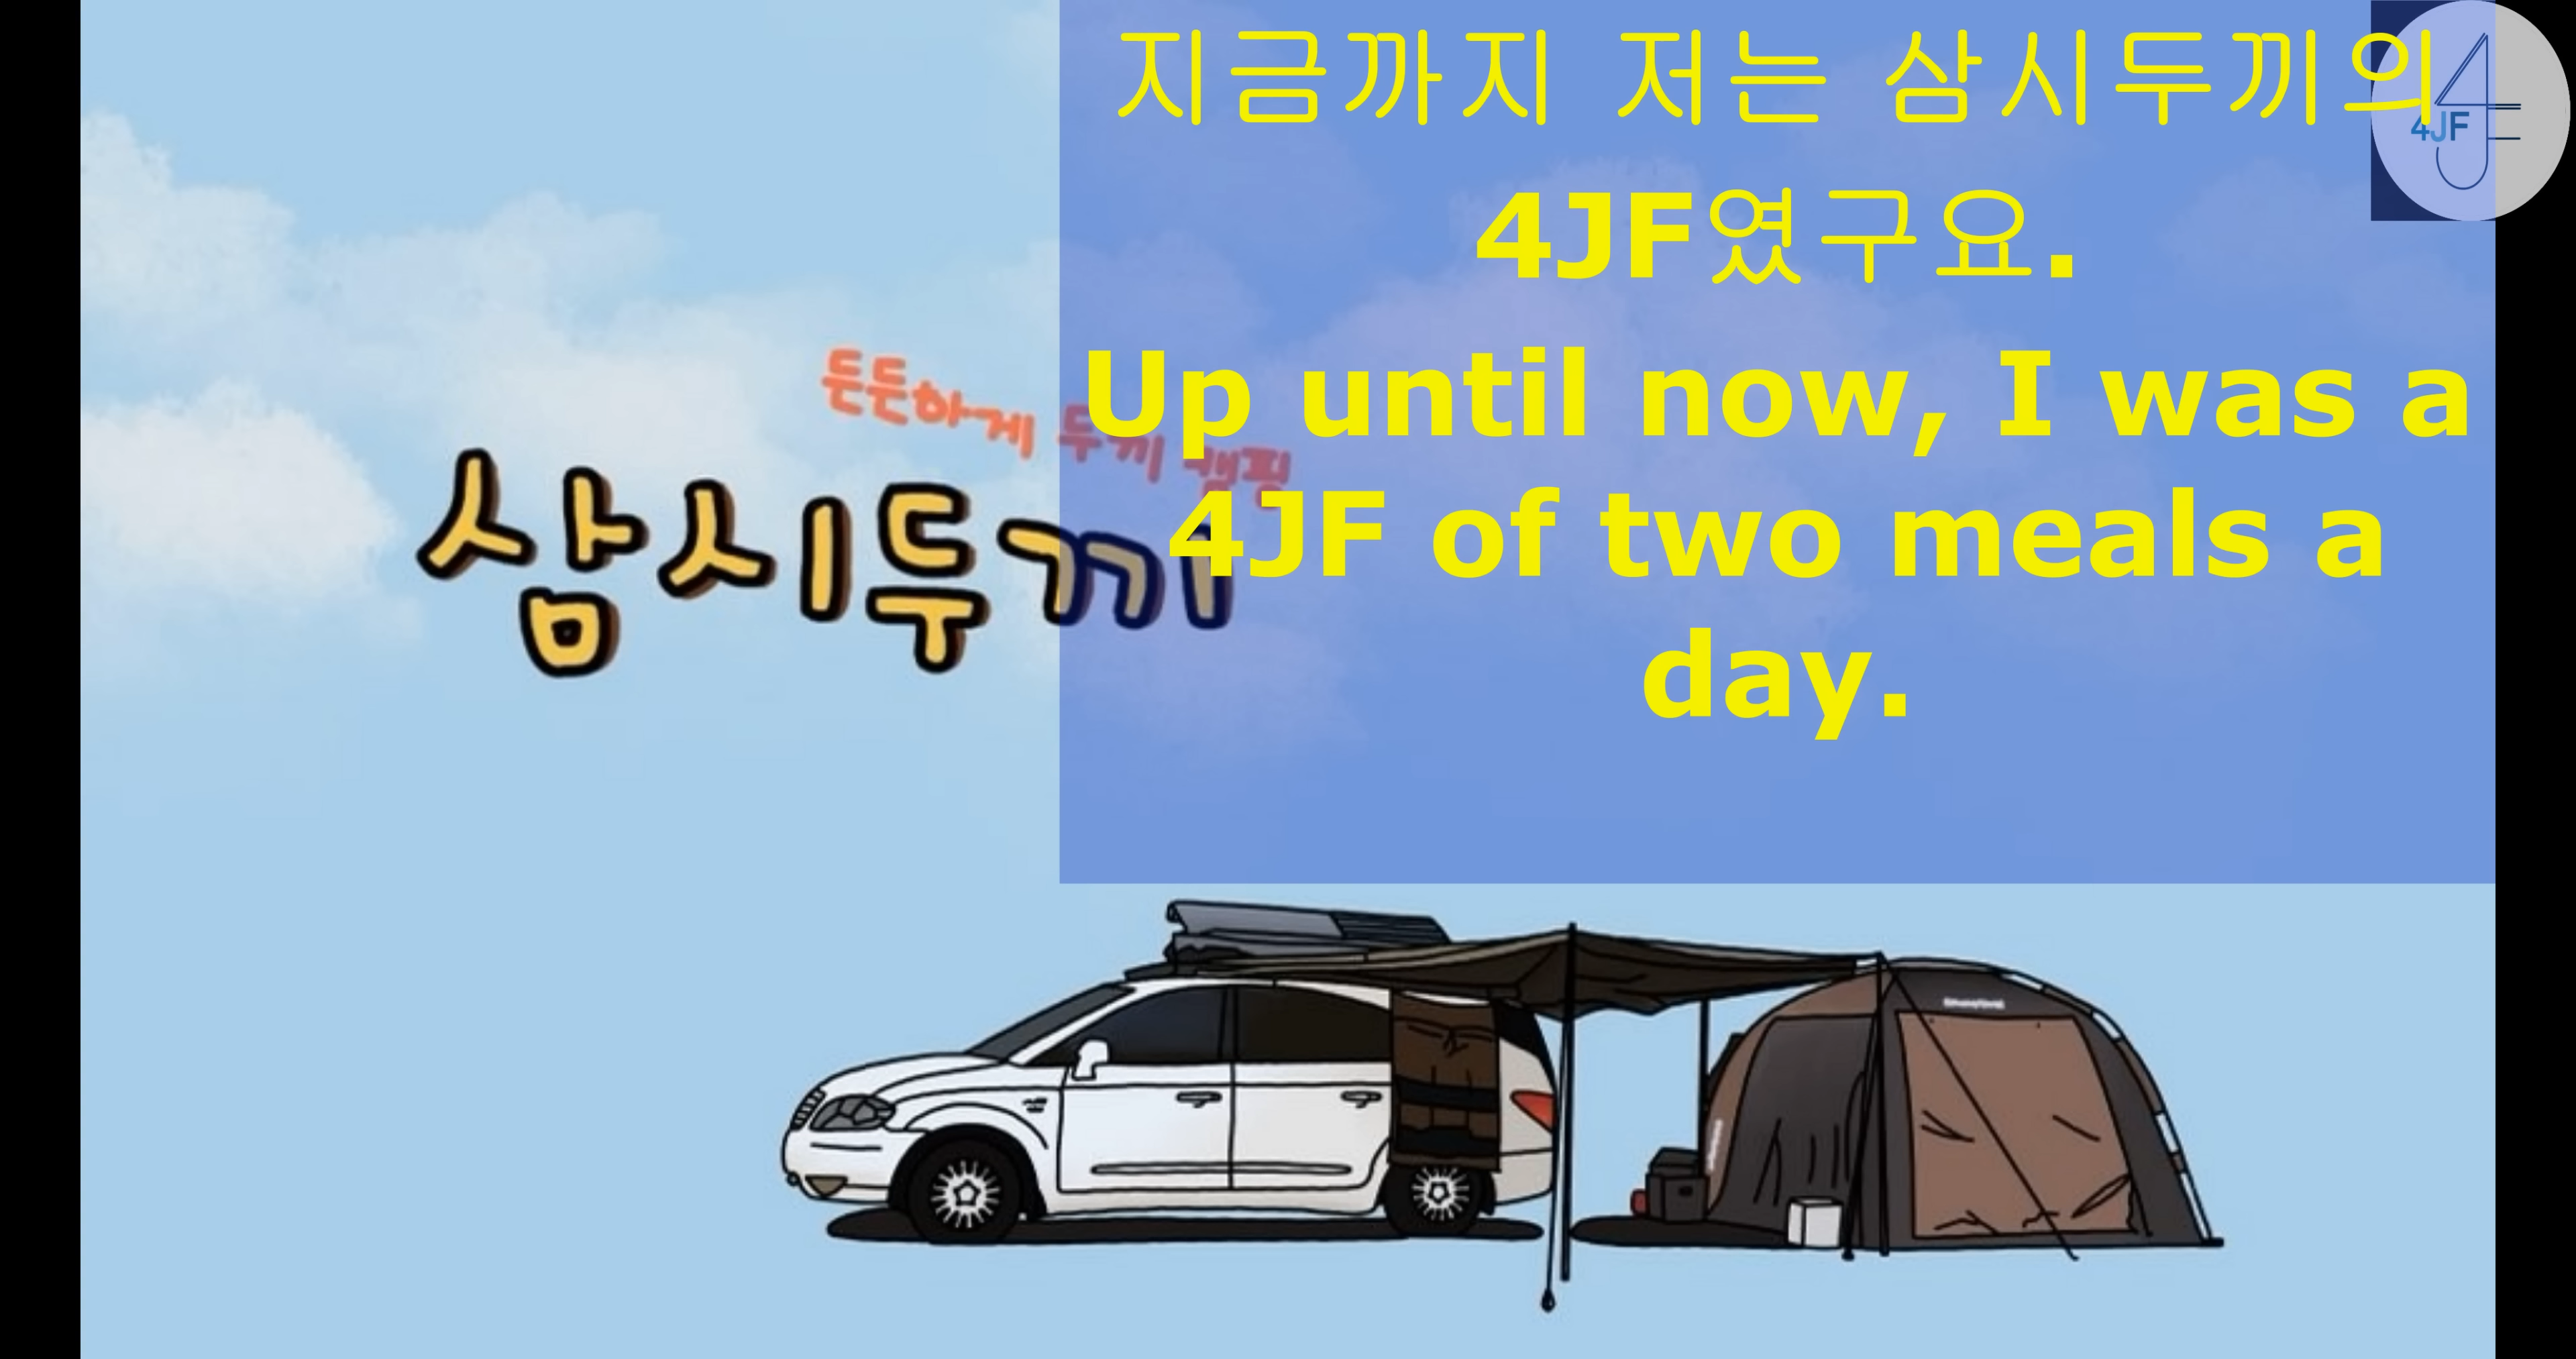 지금까지 저는 삼시두끼의
4JF였구요.
Up until now, I was a
4JF of two meals a
day.
4JF
든든하게 두끼 캠핑
삼시두끼